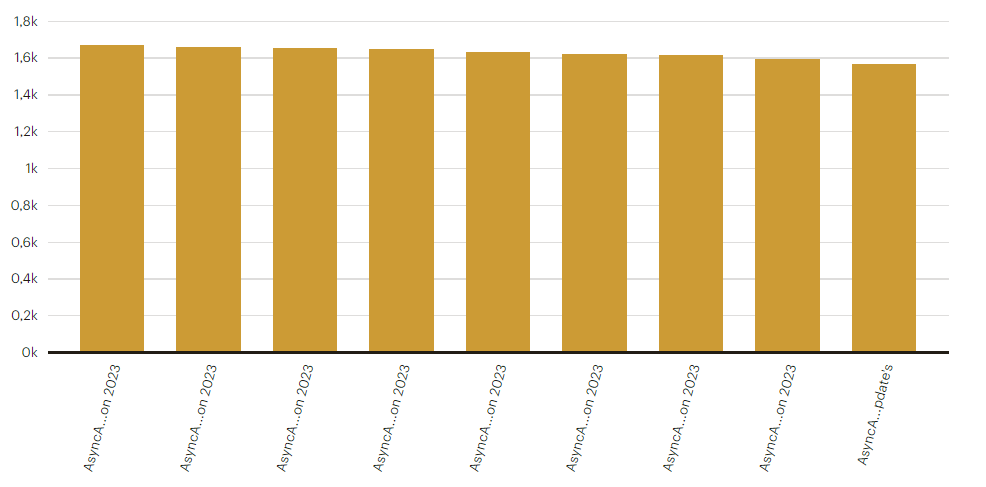 1,8k
1,6k
1,4k
1,2k
1k
0,8k
0,6k
0,4k
0,2k
0k
AsyncA...on 2023
AsyncA...on 2023
AsyncA...on 2023
AsyncA...on 2023
AsyncA...on 2023
AsyncA...on 2023
AsyncA...on 2023
AsyncA...on 2023
AsyncA...pdate's